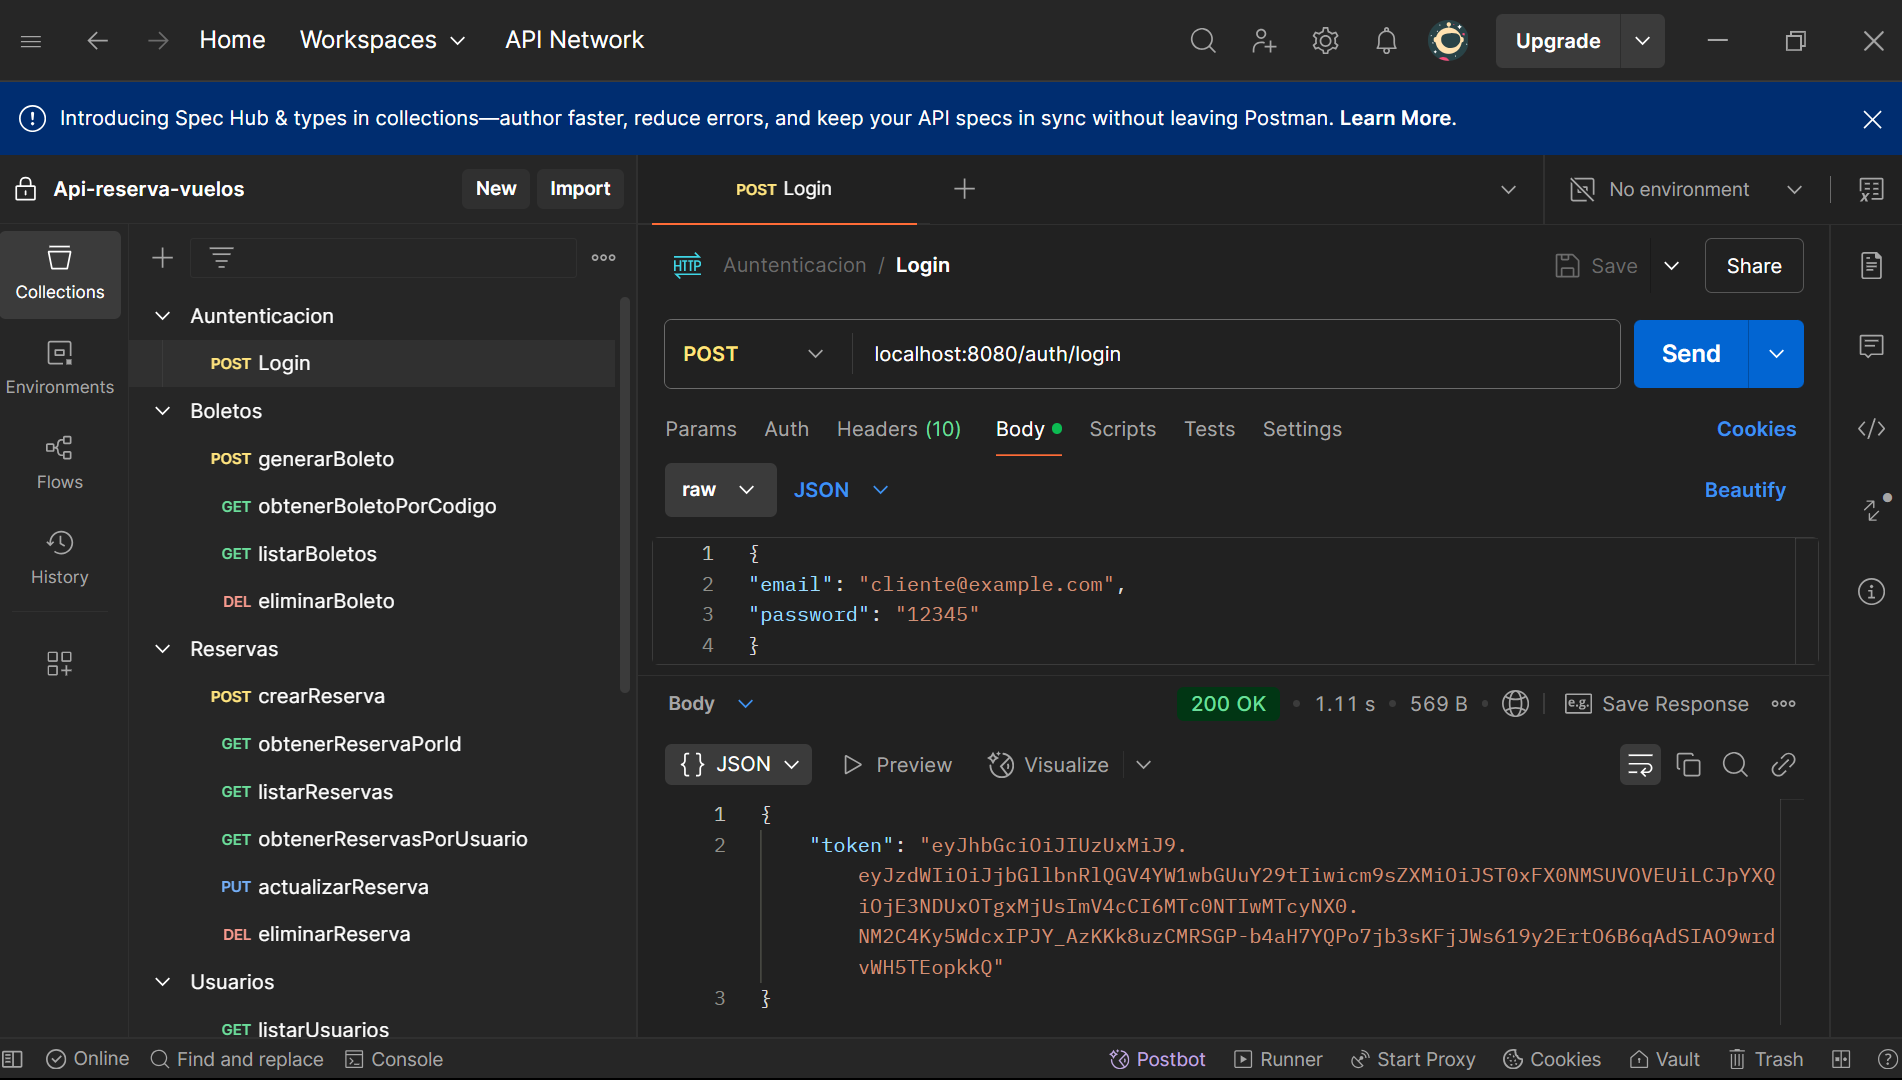 Home Workspaces API Network Upgrade
Introducing Spec Hub & types in collections—author faster, reduce errors, and keep your API specs in sync without leaving Postman. Learn More.
Api-reserva-vuelos New Import
POST Login
No environment
Collections
Environments
Flows
History
Auntenticacion
POST Login
Boletos
POST generarBoleto
GET obtenerBoletoPorCodigo
GET listarBoletos
DEL eliminarBoleto
Reservas
POST crearReserva
GET obtenerReservaPorId
GET listarReservas
GET obtenerReservasPorUsuario
PUT actualizarReserva
DEL eliminarReserva
Usuarios
GET listarUsuarios
HTTP Auntenticacion / Login Save Share
POST localhost:8080/auth/login Send
Params Auth Headers (10) Body Scripts Tests Settings Cookies
raw JSON Beautify
1 {
2 "email": "cliente@example.com",
3 "password": "12345"
4 }
Body 200 OK • 1.11 s • 569 B • e.g. Save Response
{} JSON Preview Visualize
1 {
2 "token": "eyJhbGciOiJIUzUxMiJ9.
eyJzdWIiOiJjbGllbnRlQGV4YW1wbGUuY29tIiwicm9sZXMiOiJST0xFX0NMSUVOVEUiLCJpYXQ
iOjE3NDUxOTgxMjUsImV4cCI6MTc0NTIwMTcyNX0.
NM2C4Ky5WdcxIPJY_AzKKk8uzCMRSGP-b4aH7YQPo7jb3sKFjJWs619y2ErtO6B6qAdSIAO9wrd
vWH5TEopkkQ"
3 }
Online Find and replace Console Postbot Runner Start Proxy Cookies Vault Trash